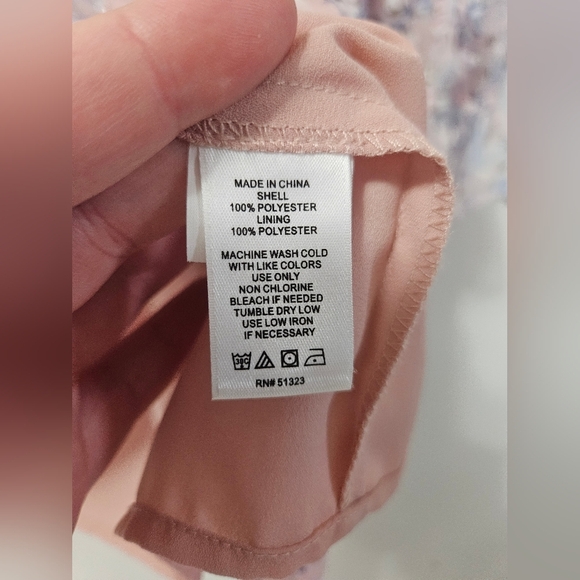 MADE IN CHINA
SHELL
100% POLYESTER
LINING
100% POLYESTER
MACHINE WASH COLD
WITH LIKE COLORS
USE ONLY
NON CHLORINE
BLEACH IF NEEDED
TUMBLE DRY LOW
USE LOW IRON
IF NECESSARY
30C
RN# 51323